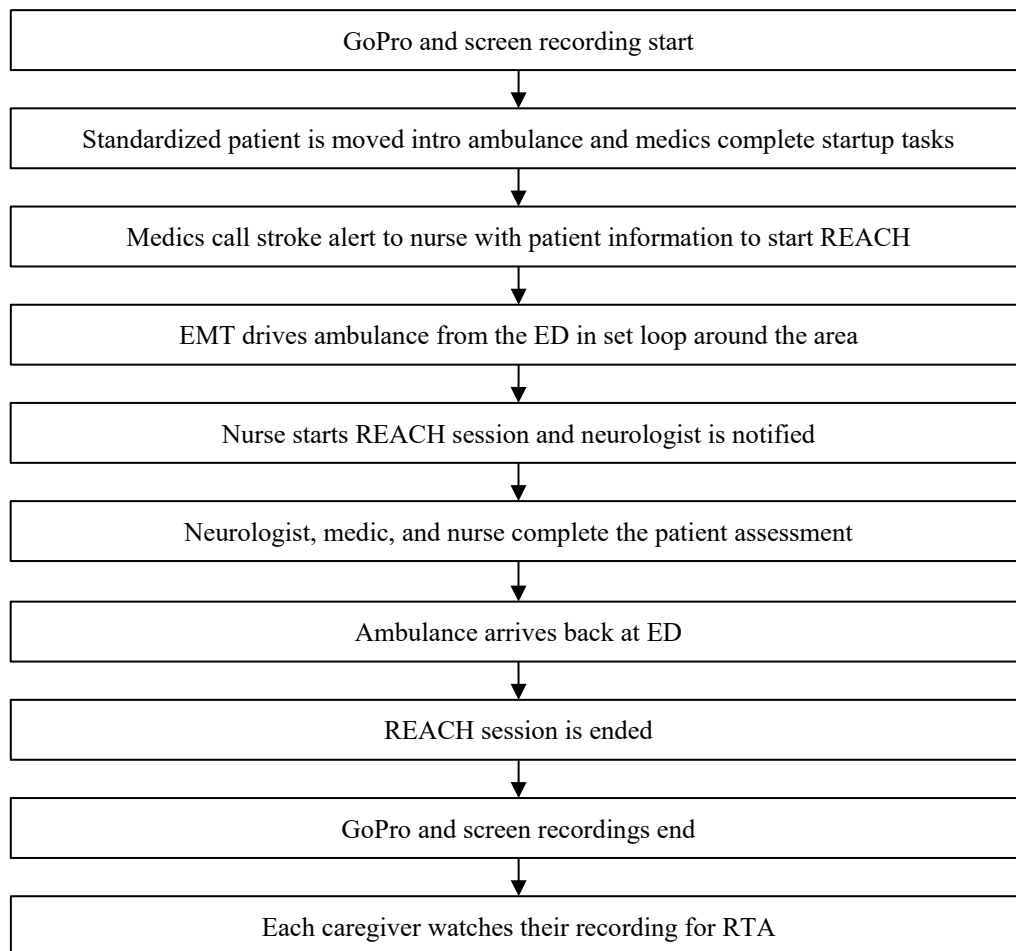 GoPro and screen recording start
Standardized patient is moved intro ambulance and medics complete startup tasks
Medics call stroke alert to nurse with patient information to start REACH
EMT drives ambulance from the ED in set loop around the area
Nurse starts REACH session and neurologist is notified
Neurologist, medic, and nurse complete the patient assessment
Ambulance arrives back at ED
REACH session is ended
GoPro and screen recordings end
Each caregiver watches their recording for RTA